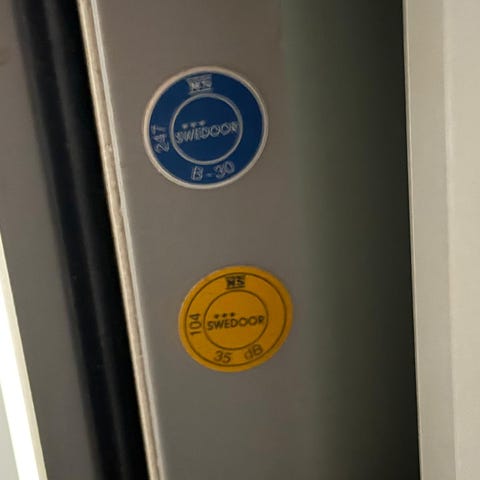 NS
247
SWEDOOR
B-30
NS
104
SWEDOOR
35 dB